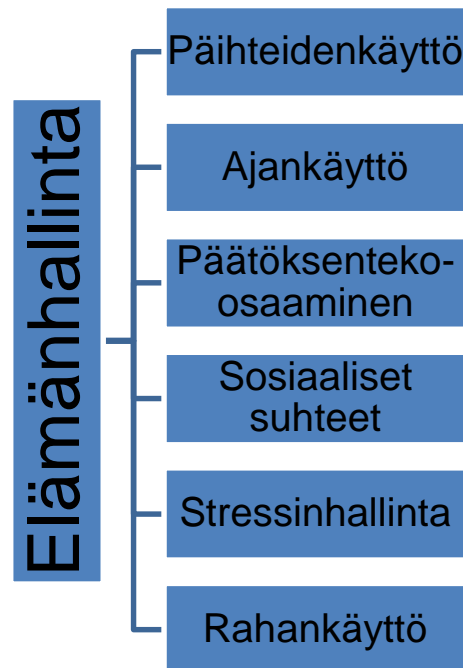 Elämänhallinta
Päihteidenkäyttö
Ajankäyttö
Päätöksenteko-
osaaminen
Sosiaaliset
suhteet
Stressinhallinta
Rahankäyttö